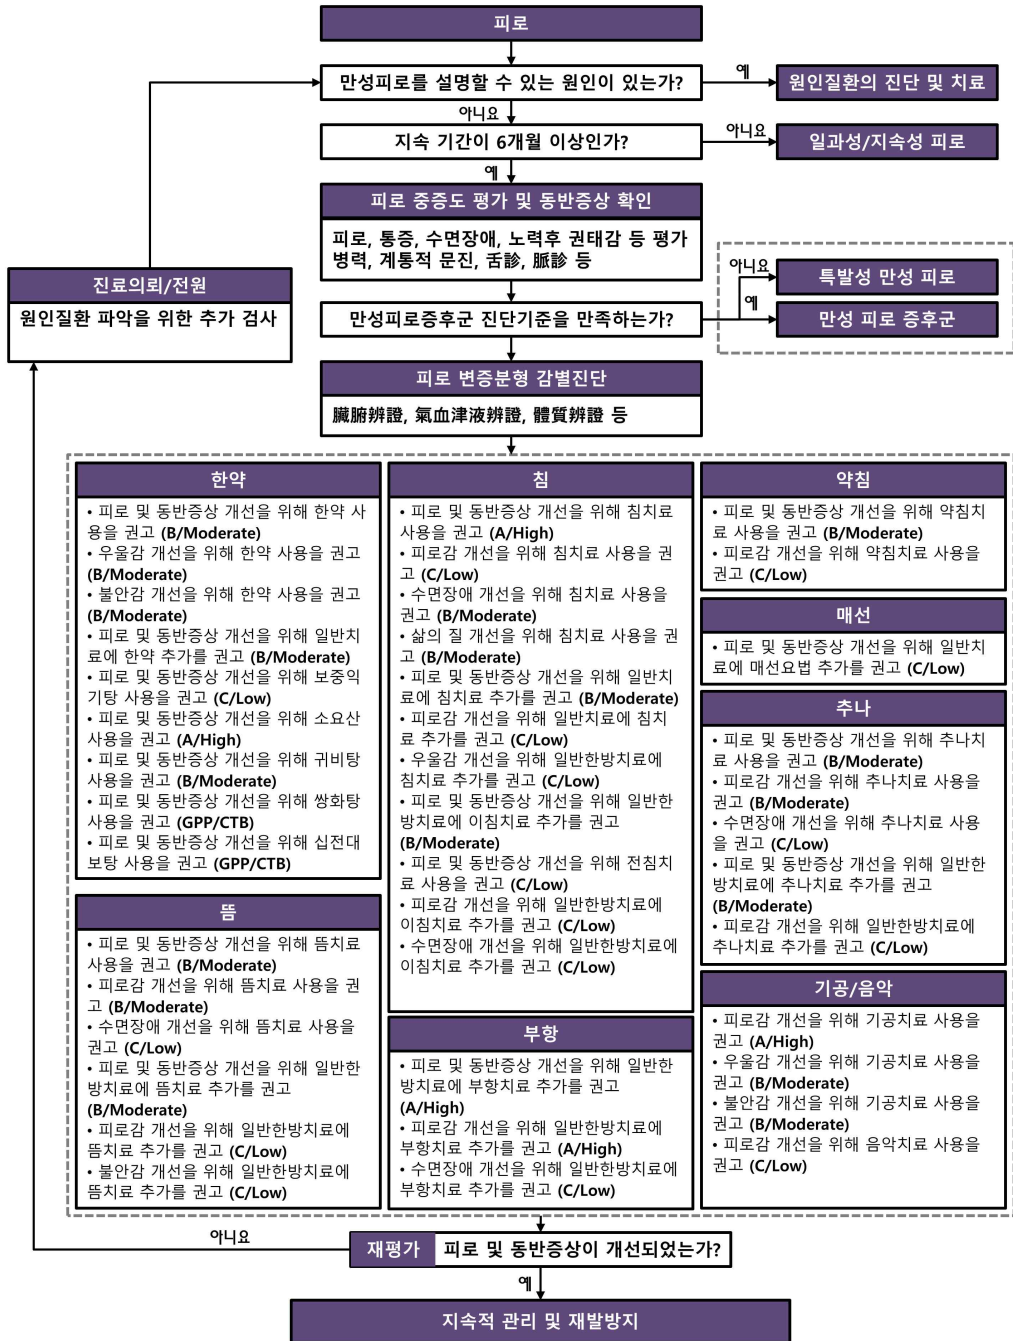 피로
만성피로를 설명할 수 있는 원인이 있는가?
예
원인질환의 진단 및 치료
아니요
지속 기간이 6개월 이상인가?
아니요
일과성/지속성 피로
예
피로 중증도 평가 및 동반증상 확인
피로, 통증, 수면장애, 노력후 권태감 등 평가
병력, 계통적 문진, 舌診, 脈診 등
진료의뢰/전원
원인질환 파악을 위한 추가 검사
만성피로증후군 진단기준을 만족하는가?
아니요
특발성 만성 피로
예
만성 피로 증후군
피로 변증분형 감별진단
臟腑辨證, 氣血津液辨證, 體質辨證 등
한약
• 피로 및 동반증상 개선을 위해 한약 사
용을 권고 (B/Moderate)
• 우울감 개선을 위해 한약 사용을 권고
(B/Moderate)
• 불안감 개선을 위해 한약 사용을 권고
(B/Moderate)
• 피로 및 동반증상 개선을 위해 일반치
료에 한약 추가를 권고 (B/Moderate)
• 피로 및 동반증상 개선을 위해 보중익
기탕 사용을 권고 (C/Low)
• 피로 및 동반증상 개선을 위해 소요산
사용을 권고 (A/High)
• 피로 및 동반증상 개선을 위해 귀비탕
사용을 권고 (B/Moderate)
• 피로 및 동반증상 개선을 위해 쌍화탕
사용을 권고 (GPP/CTB)
• 피로 및 동반증상 개선을 위해 십전대
보탕 사용을 권고 (GPP/CTB)
뜸
• 피로 및 동반증상 개선을 위해 뜸치료
사용을 권고 (B/Moderate)
• 피로감 개선을 위해 뜸치료 사용을 권
고 (B/Moderate)
• 수면장애 개선을 위해 뜸치료 사용을
권고 (C/Low)
• 피로 및 동반증상 개선을 위해 일반한
방치료에 뜸치료 추가를 권고
(B/Moderate)
• 피로감 개선을 위해 일반한방치료에
뜸치료 추가를 권고 (C/Low)
• 불안감 개선을 위해 일반한방치료에
뜸치료 추가를 권고 (C/Low)
침
• 피로 및 동반증상 개선을 위해 침치료
사용을 권고 (A/High)
• 피로감 개선을 위해 침치료 사용을 권
고 (C/Low)
• 수면장애 개선을 위해 침치료 사용을
권고 (B/Moderate)
• 삶의 질 개선을 위해 침치료 사용을 권
고 (B/Moderate)
• 피로 및 동반증상 개선을 위해 일반치
료에 침치료 추가를 권고 (B/Moderate)
• 피로감 개선을 위해 일반치료에 침치
료 추가를 권고 (C/Low)
• 우울감 개선을 위해 일반한방치료에
침치료 추가를 권고 (C/Low)
• 피로 및 동반증상 개선을 위해 일반한
방치료에 이침치료 추가를 권고
(B/Moderate)
• 피로 및 동반증상 개선을 위해 전침치
료 사용을 권고 (C/Low)
• 피로감 개선을 위해 일반한방치료에
이침치료 추가를 권고 (C/Low)
• 수면장애 개선을 위해 일반한방치료에
이침치료 추가를 권고 (C/Low)
부항
• 피로 및 동반증상 개선을 위해 일반한
방치료에 부항치료 추가를 권고
(A/High)
• 피로감 개선을 위해 일반한방치료에
부항치료 추가를 권고 (A/High)
• 수면장애 개선을 위해 일반한방치료에
부항치료 추가를 권고 (C/Low)
약침
• 피로 및 동반증상 개선을 위해 약침치
료 사용을 권고 (B/Moderate)
• 피로감 개선을 위해 약침치료 사용을
권고 (C/Low)
매선
• 피로 및 동반증상 개선을 위해 일반치
료에 매선요법 추가를 권고 (C/Low)
추나
• 피로 및 동반증상 개선을 위해 추나치
료 사용을 권고 (B/Moderate)
• 피로감 개선을 위해 추나치료 사용을
권고 (B/Moderate)
• 수면장애 개선을 위해 추나치료 사용
을 권고 (C/Low)
• 피로 및 동반증상 개선을 위해 일반한
방치료에 추나치료 추가를 권고
(B/Moderate)
• 피로감 개선을 위해 일반한방치료에
추나치료 추가를 권고 (C/Low)
기공/음악
• 피로감 개선을 위해 기공치료 사용을
권고 (A/High)
• 우울감 개선을 위해 기공치료 사용을
권고 (B/Moderate)
• 불안감 개선을 위해 기공치료 사용을
권고 (B/Moderate)
• 피로감 개선을 위해 음악치료 사용을
권고 (C/Low)
아니요
재평가 피로 및 동반증상이 개선되었는가?
예
지속적 관리 및 재발방지